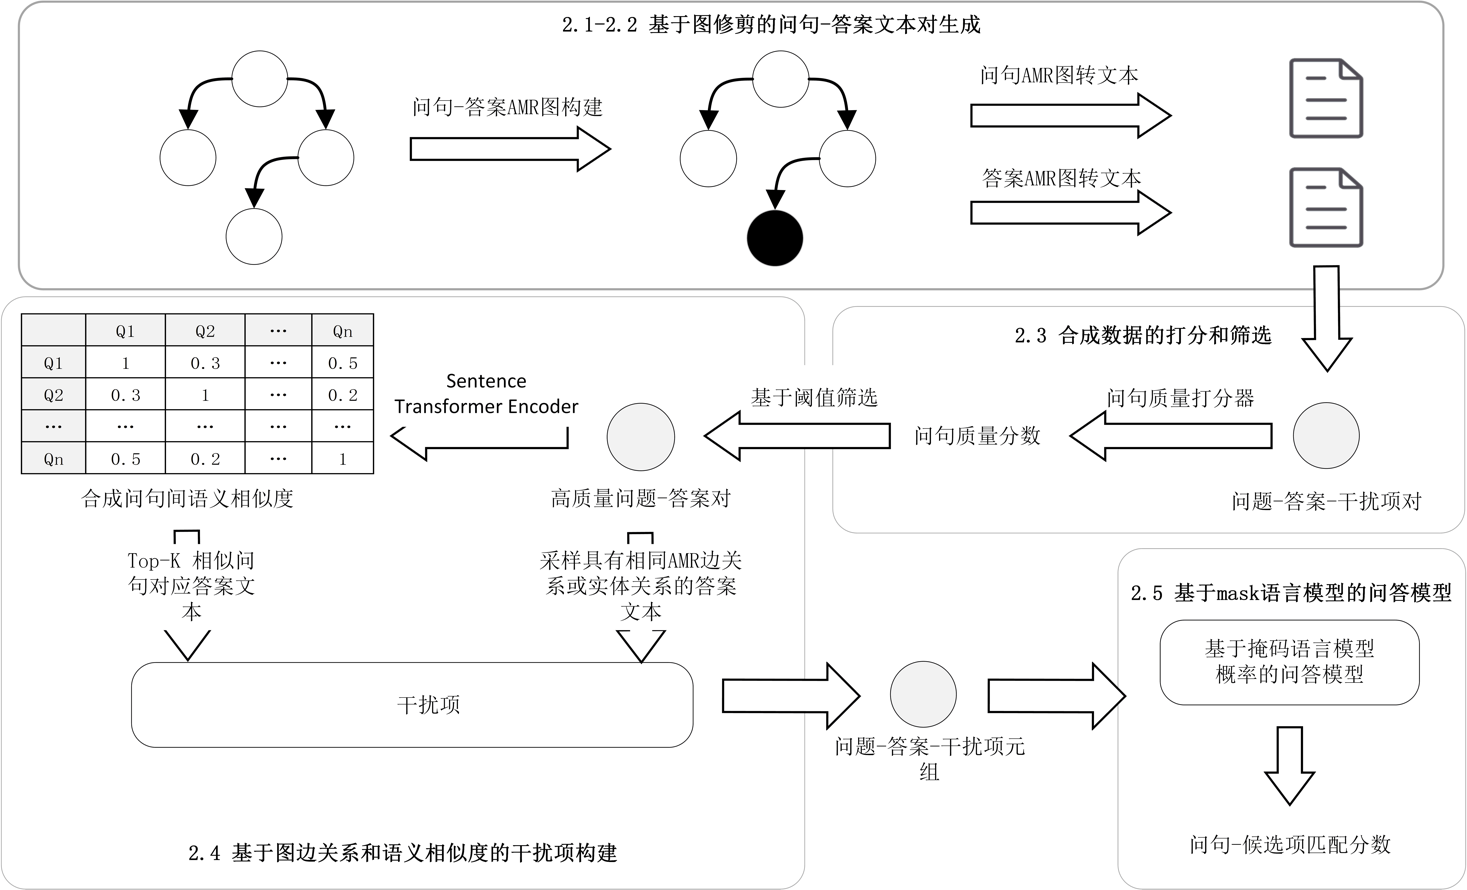 2.1-2.2 基于图修剪的问句-答案文本对生成
问句-答案AMR图构建
问句AMR图转文本
答案AMR图转文本
2.3 合成数据的打分和筛选
问句质量打分器
问题-答案-干扰项对
问句质量分数
基于阈值筛选
高质量问题-答案对
Sentence
Transformer Encoder
Q1 Q2 … Qn
Q1 1 0.3 … 0.5
Q2 0.3 1 … 0.2
… … … … …
Qn 0.5 0.2 … 1
合成问句间语义相似度
Top-K 相似问
句对应答案文
本
采样具有相同AMR边关
系或实体关系的答案
文本
干扰项
2.4 基于图边关系和语义相似度的干扰项构建
问题-答案-干扰项元
组
2.5 基于mask语言模型的问答模型
基于掩码语言模型
概率的问答模型
问句-候选项匹配分数